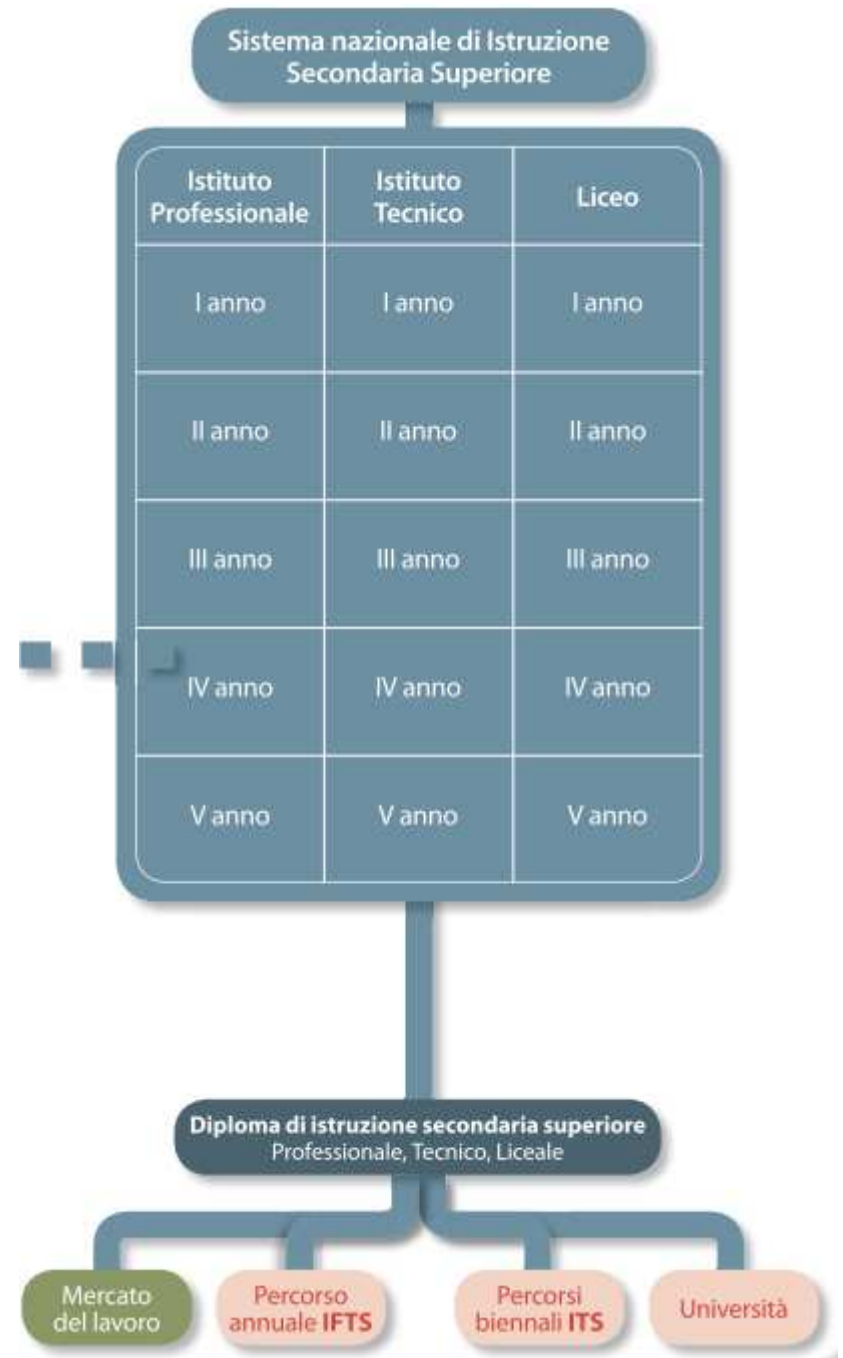 Sistema nazionale di Istruzione
Secondaria Superiore
Istituto
Professionale
Istituto
Tecnico
Liceo
I anno
I anno
I anno
II anno
II anno
II anno
III anno
III anno
III anno
IV anno
IV anno
IV anno
V anno
V anno
V anno
Diploma di istruzione secondaria superiore
Professionale, Tecnico, Liceale
Mercato
del lavoro
Percorso
annuale IFTS
Percorsi
biennali ITS
Università